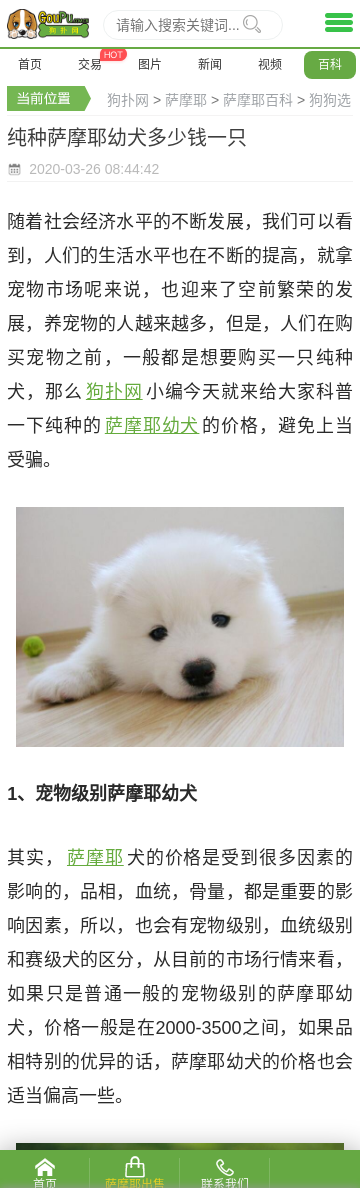 GouPu.net
狗扑网
请输入搜索关键词...
首页
交易
HOT
图片
新闻
视频
百科
当前位置
狗扑网 > 萨摩耶 > 萨摩耶百科 > 狗狗选
纯种萨摩耶幼犬多少钱一只
2020-03-26 08:44:42
随着社会经济水平的不断发展，我们可以看
到，人们的生活水平也在不断的提高，就拿
宠物市场呢来说，也迎来了空前繁荣的发
展，养宠物的人越来越多，但是，人们在购
买宠物之前，一般都是想要购买一只纯种
犬，那么狗扑网小编今天就来给大家科普
一下纯种的萨摩耶幼犬的价格，避免上当
受骗。
1、宠物级别萨摩耶幼犬
其实，萨摩耶犬的价格是受到很多因素的
影响的，品相，血统，骨量，都是重要的影
响因素，所以，也会有宠物级别，血统级别
和赛级犬的区分，从目前的市场行情来看，
如果只是普通一般的宠物级别的萨摩耶幼
犬，价格一般是在2000-3500之间，如果品
相特别的优异的话，萨摩耶幼犬的价格也会
适当偏高一些。
首页
萨摩耶出售
联系我们